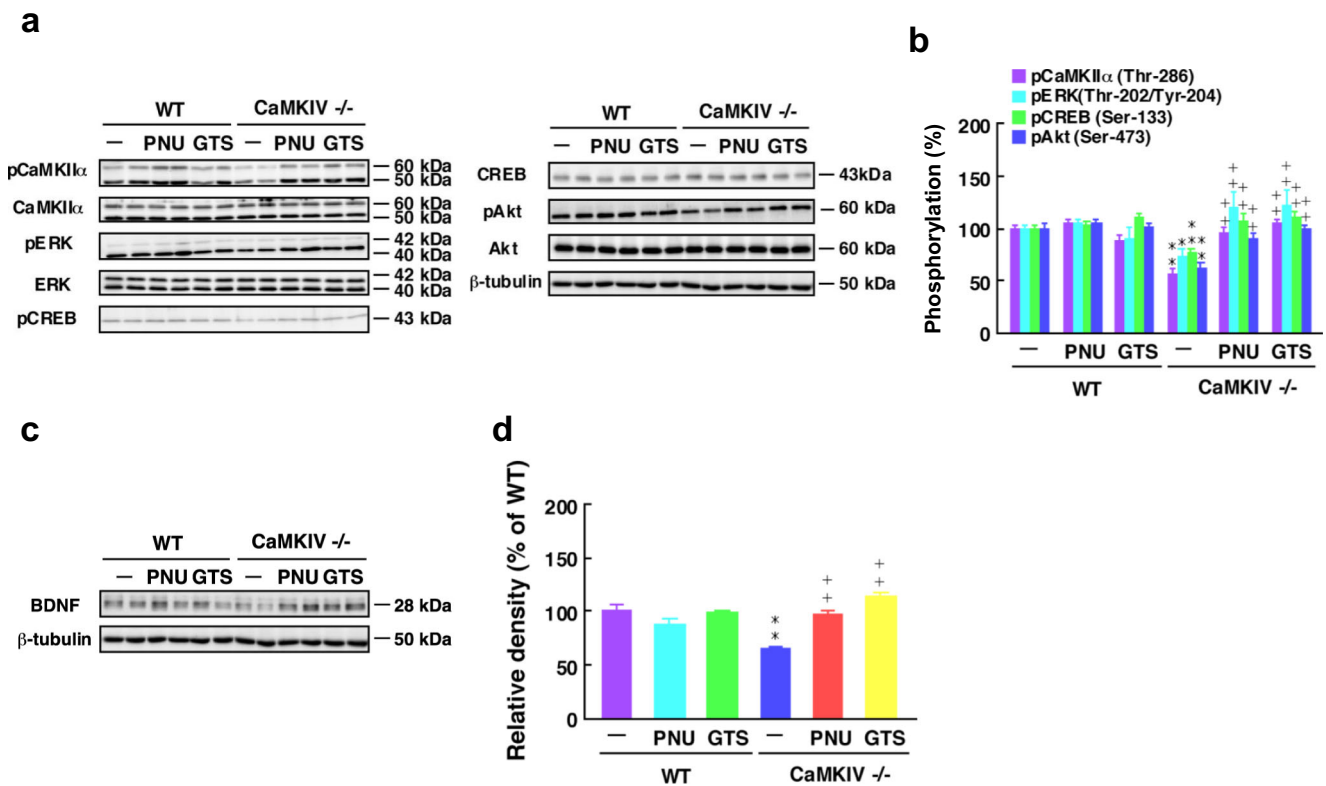 a
WT CaMKIV -/-
— PNU GTS — PNU GTS
pCaMKIIα 60 kDa
50 kDa
CaMKIIα 60 kDa
50 kDa
pERK 42 kDa
40 kDa
ERK 42 kDa
40 kDa
pCREB 43 kDa
WT CaMKIV -/-
— PNU GTS — PNU GTS
CREB 43kDa
pAkt 60 kDa
Akt 60 kDa
β-tubulin 50 kDa
b
pCaMKIIα (Thr-286)
pERK(Thr-202/Tyr-204)
pCREB (Ser-133)
pAkt (Ser-473)
Phosphorylation (%)
200
150
100
50
0
— PNU GTS — PNU GTS
WT CaMKIV -/-
c
WT CaMKIV -/-
— PNU GTS — PNU GTS
BDNF 28 kDa
β-tubulin 50 kDa
d
Relative density (% of WT)
200
150
100
50
0
— PNU GTS — PNU GTS
WT CaMKIV -/-